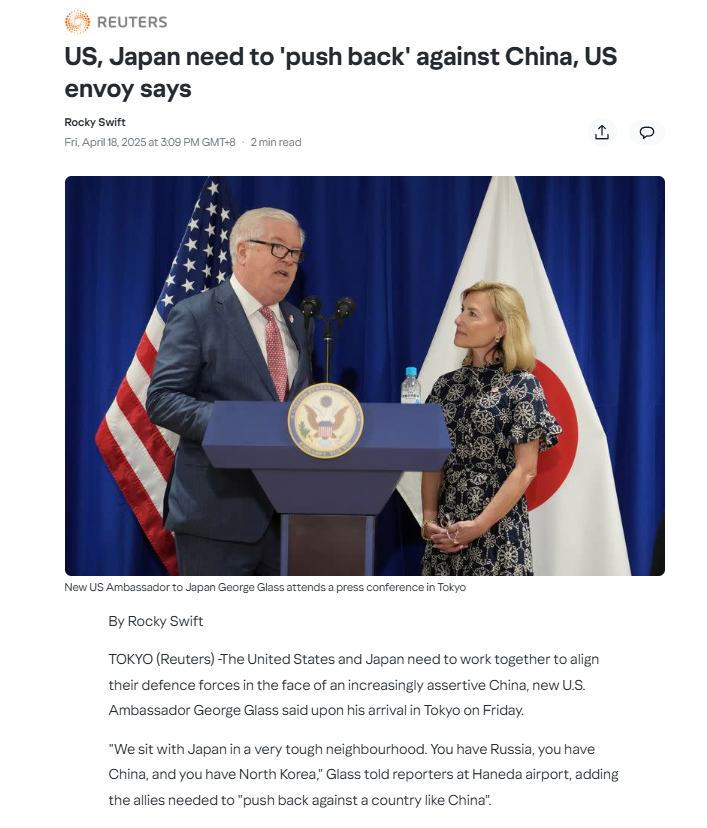 REUTERS
US, Japan need to 'push back' against China, US
envoy says
Rocky Swift
Fri, April 18, 2025 at 3:09 PM GMT+8 · 2 min read
New US Ambassador to Japan George Glass attends a press conference in Tokyo
By Rocky Swift
TOKYO (Reuters) -The United States and Japan need to work together to align
their defence forces in the face of an increasingly assertive China, new U.S.
Ambassador George Glass said upon his arrival in Tokyo on Friday.
"We sit with Japan in a very tough neighbourhood. You have Russia, you have
China, and you have North Korea," Glass told reporters at Haneda airport, adding
the allies needed to "push back against a country like China".